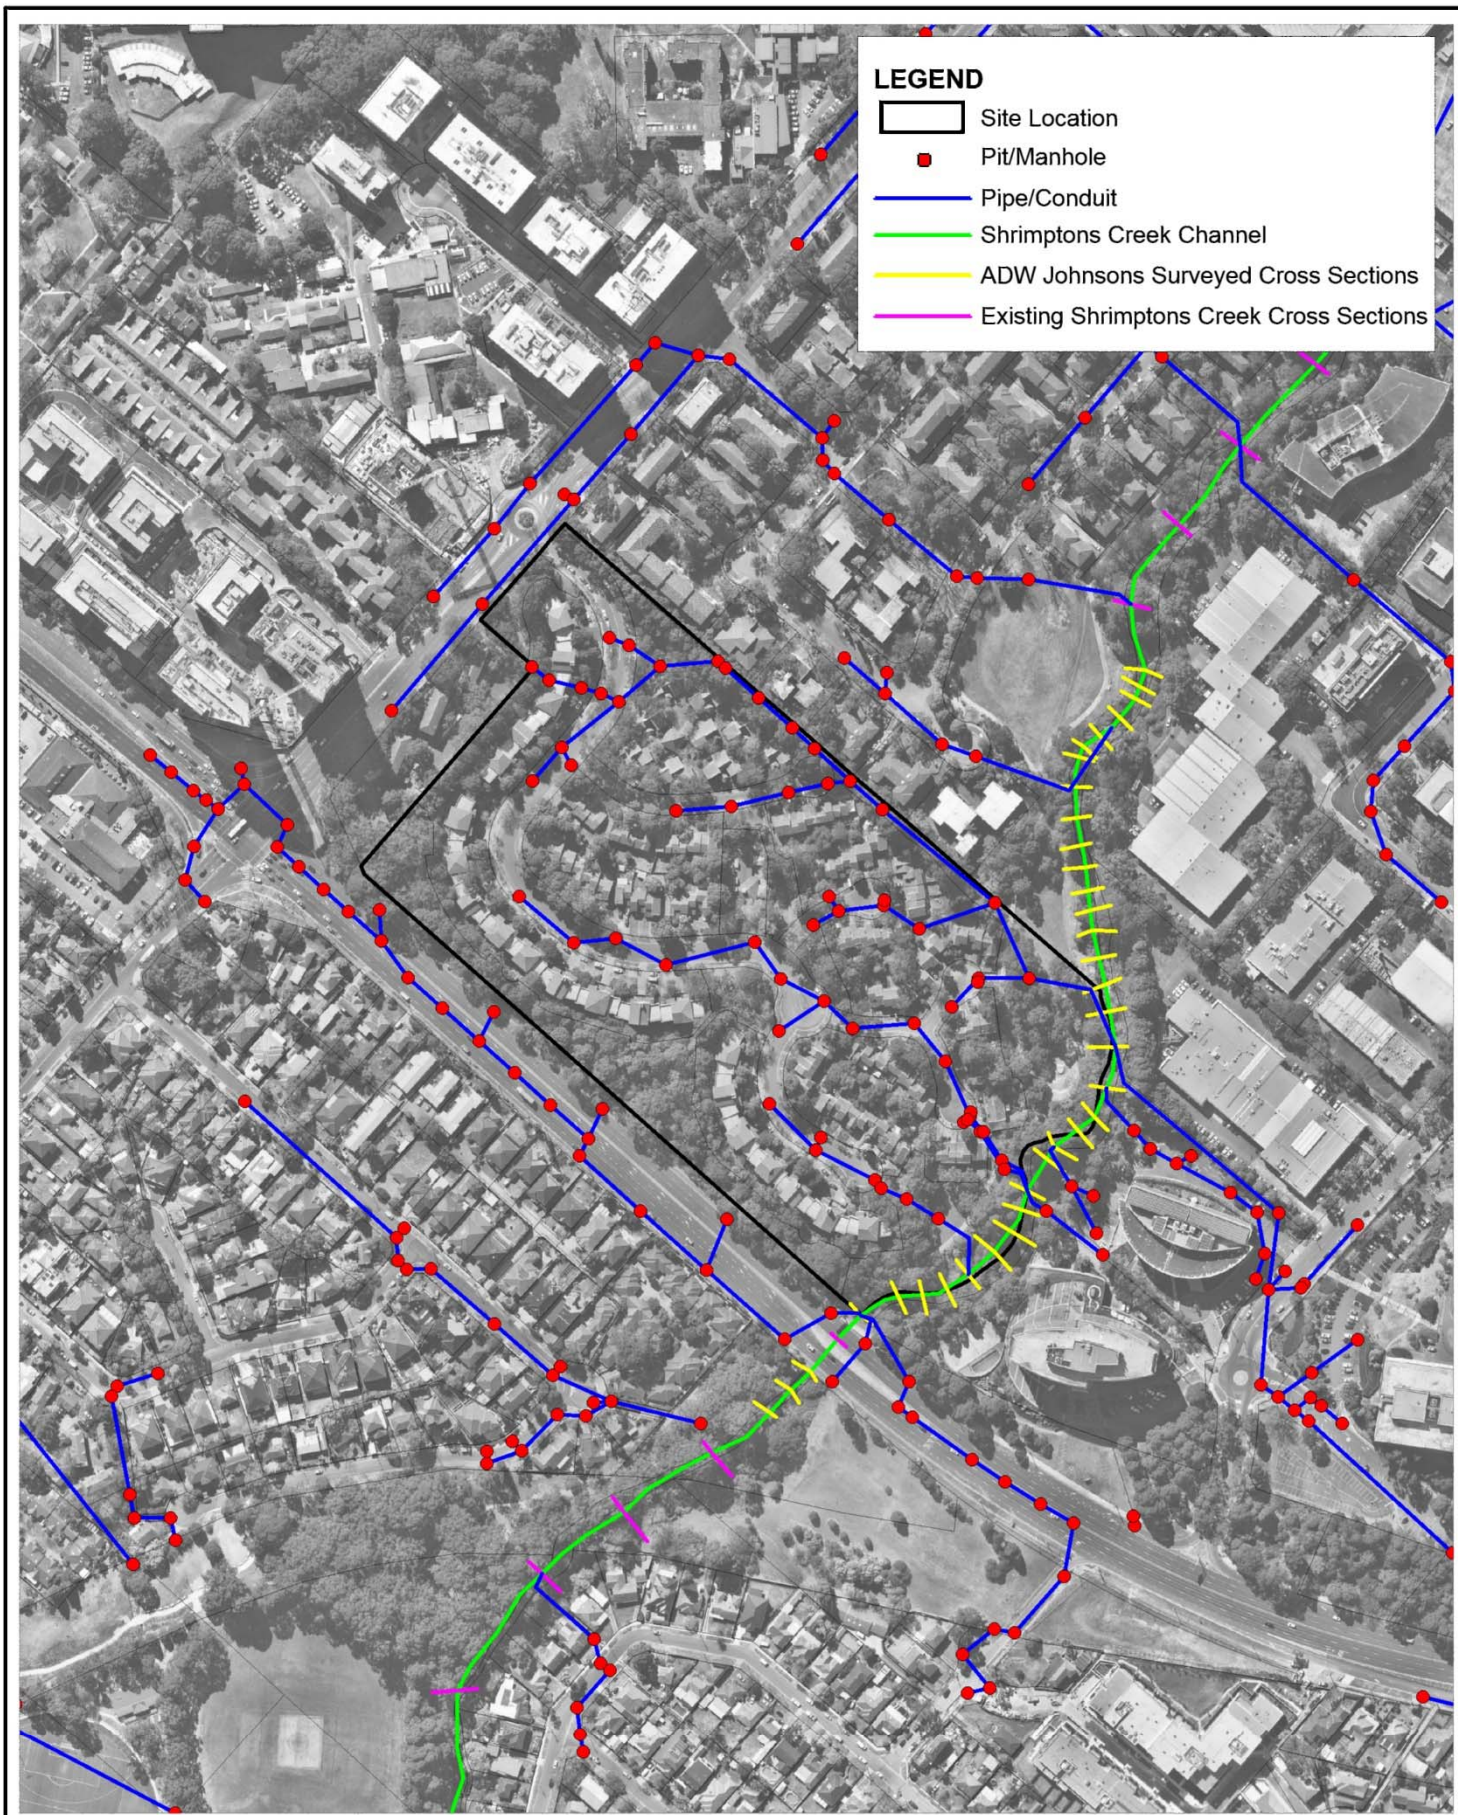 LEGEND
Site Location
Pit/Manhole
Pipe/Conduit
Shrimptons Creek Channel
ADW Johnsons Surveyed Cross Sections
Existing Shrimptons Creek Cross Sections